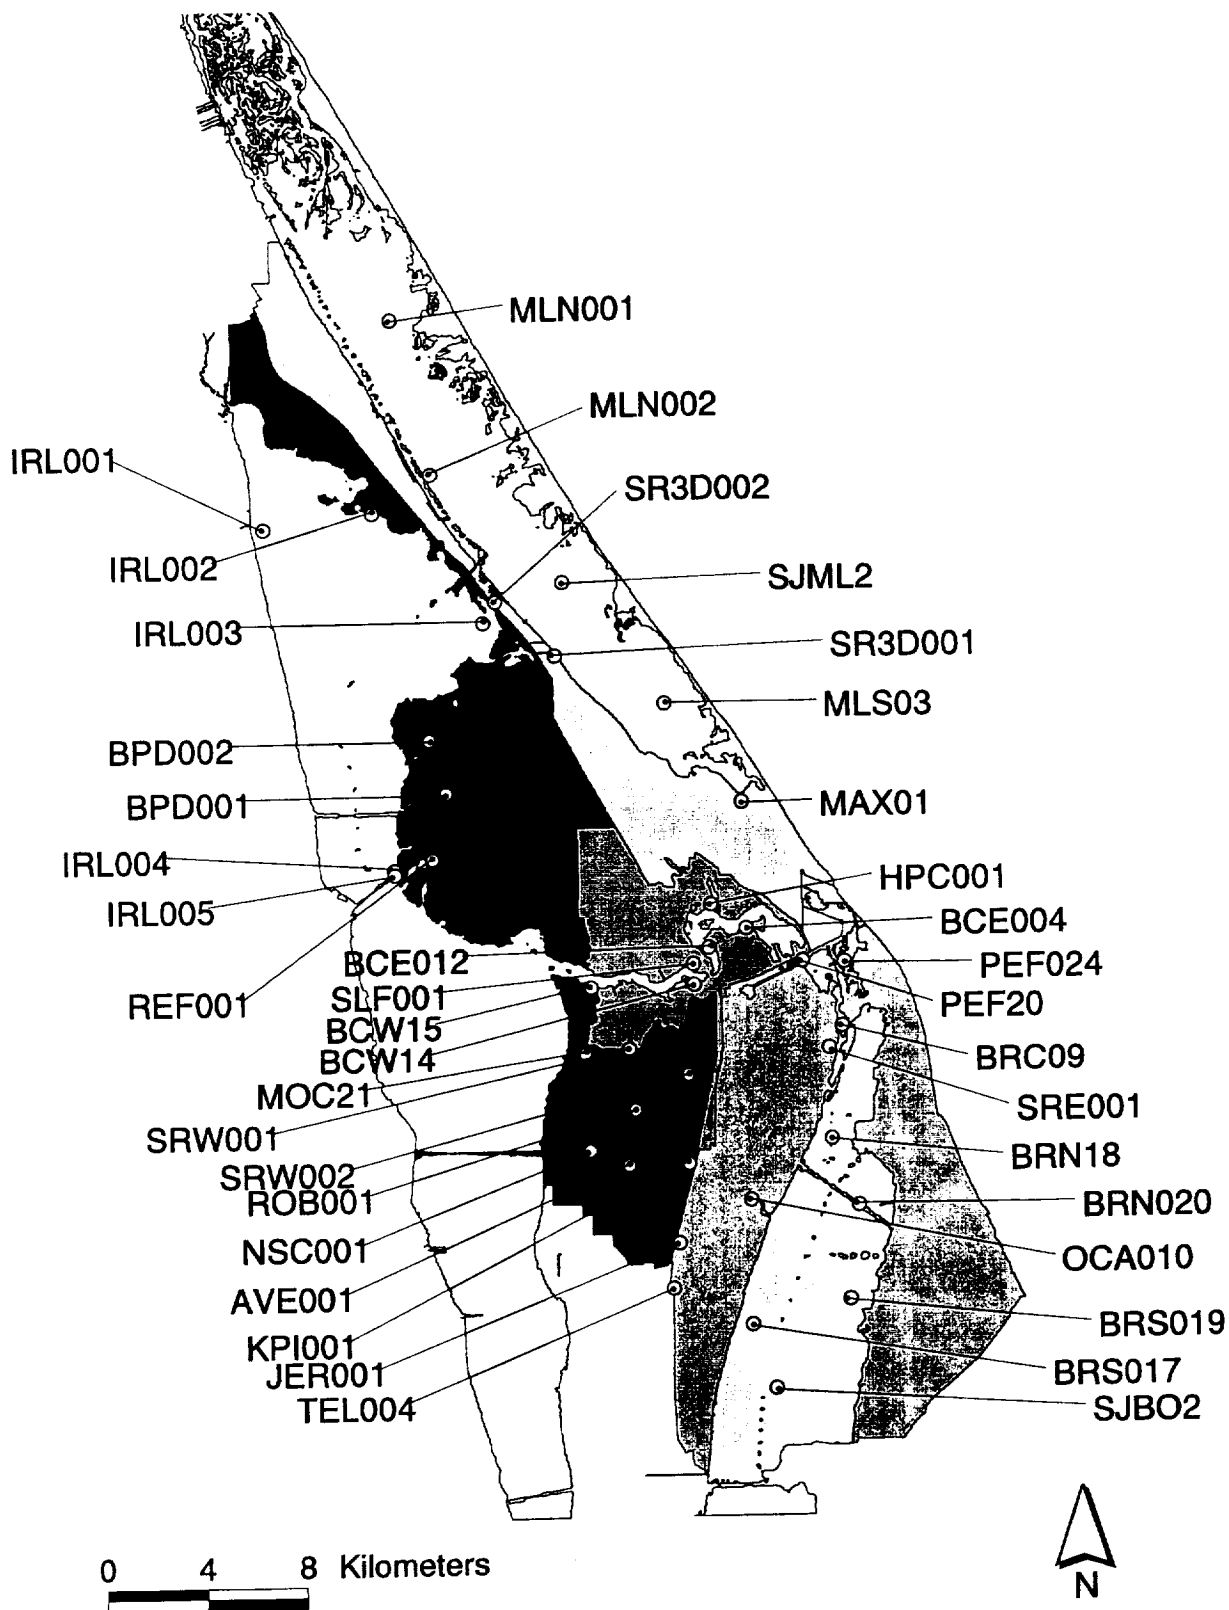 MLN001
MLN002
IRL001
SR3D002
IRL002
SJML2
IRL003
SR3D001
MLS03
BPD002
BPD001
MAX01
IRL004
HPC001
IRL005
BCE004
BCE012
PEF024
SLF001
REF001
PEF20
BCW15
BCW14
BRC09
MOC21
SRE001
SRW001
BRN18
SRW002
ROB001
BRN020
NSC001
OCA010
AVE001
BRS019
KPI001
BRS017
JER001
SJBO2
TEL004
0 4 8 Kilometers
N